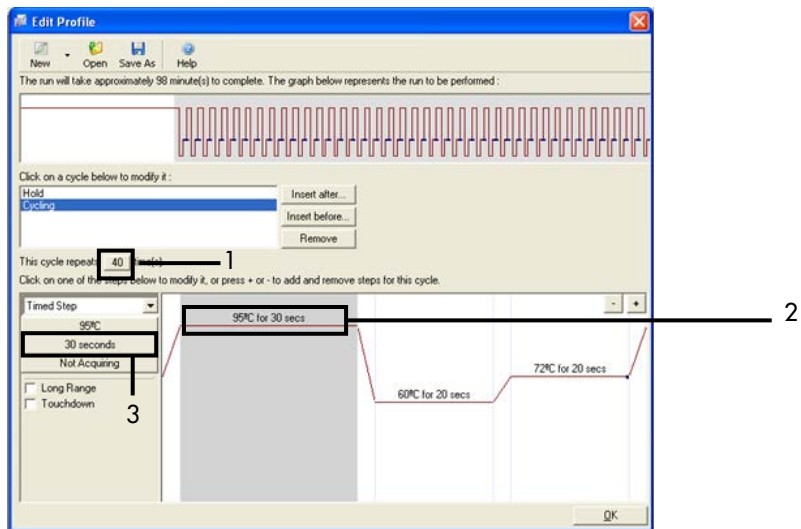 Edit Profile
New Open Save As Help
The run will take approximately 98 minute(s) to complete. The graph below represents the run to be performed :
Click on a cycle below to modify it :
Hold
Cycling
Insert after...
Insert before...
Remove
This cycle repeats 40 time(s).
1
Click on one of the steps below to modify it, or press + or - to add and remove steps for this cycle.
Timed Step
- +
95ºC
30 seconds
Not Acquiring
Long Range
Touchdown
3
95ºC for 30 secs
2
60ºC for 20 secs
72ºC for 20 secs
OK